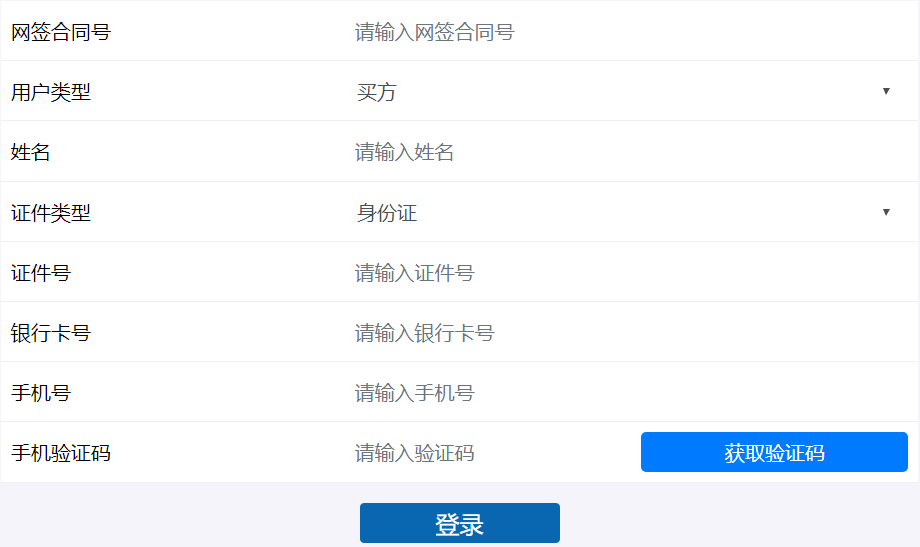 网签合同号 请输入网签合同号
用户类型 买方
姓名 请输入姓名
证件类型 身份证
证件号 请输入证件号
银行卡号 请输入银行卡号
手机号 请输入手机号
手机验证码 请输入验证码 获取验证码
登录